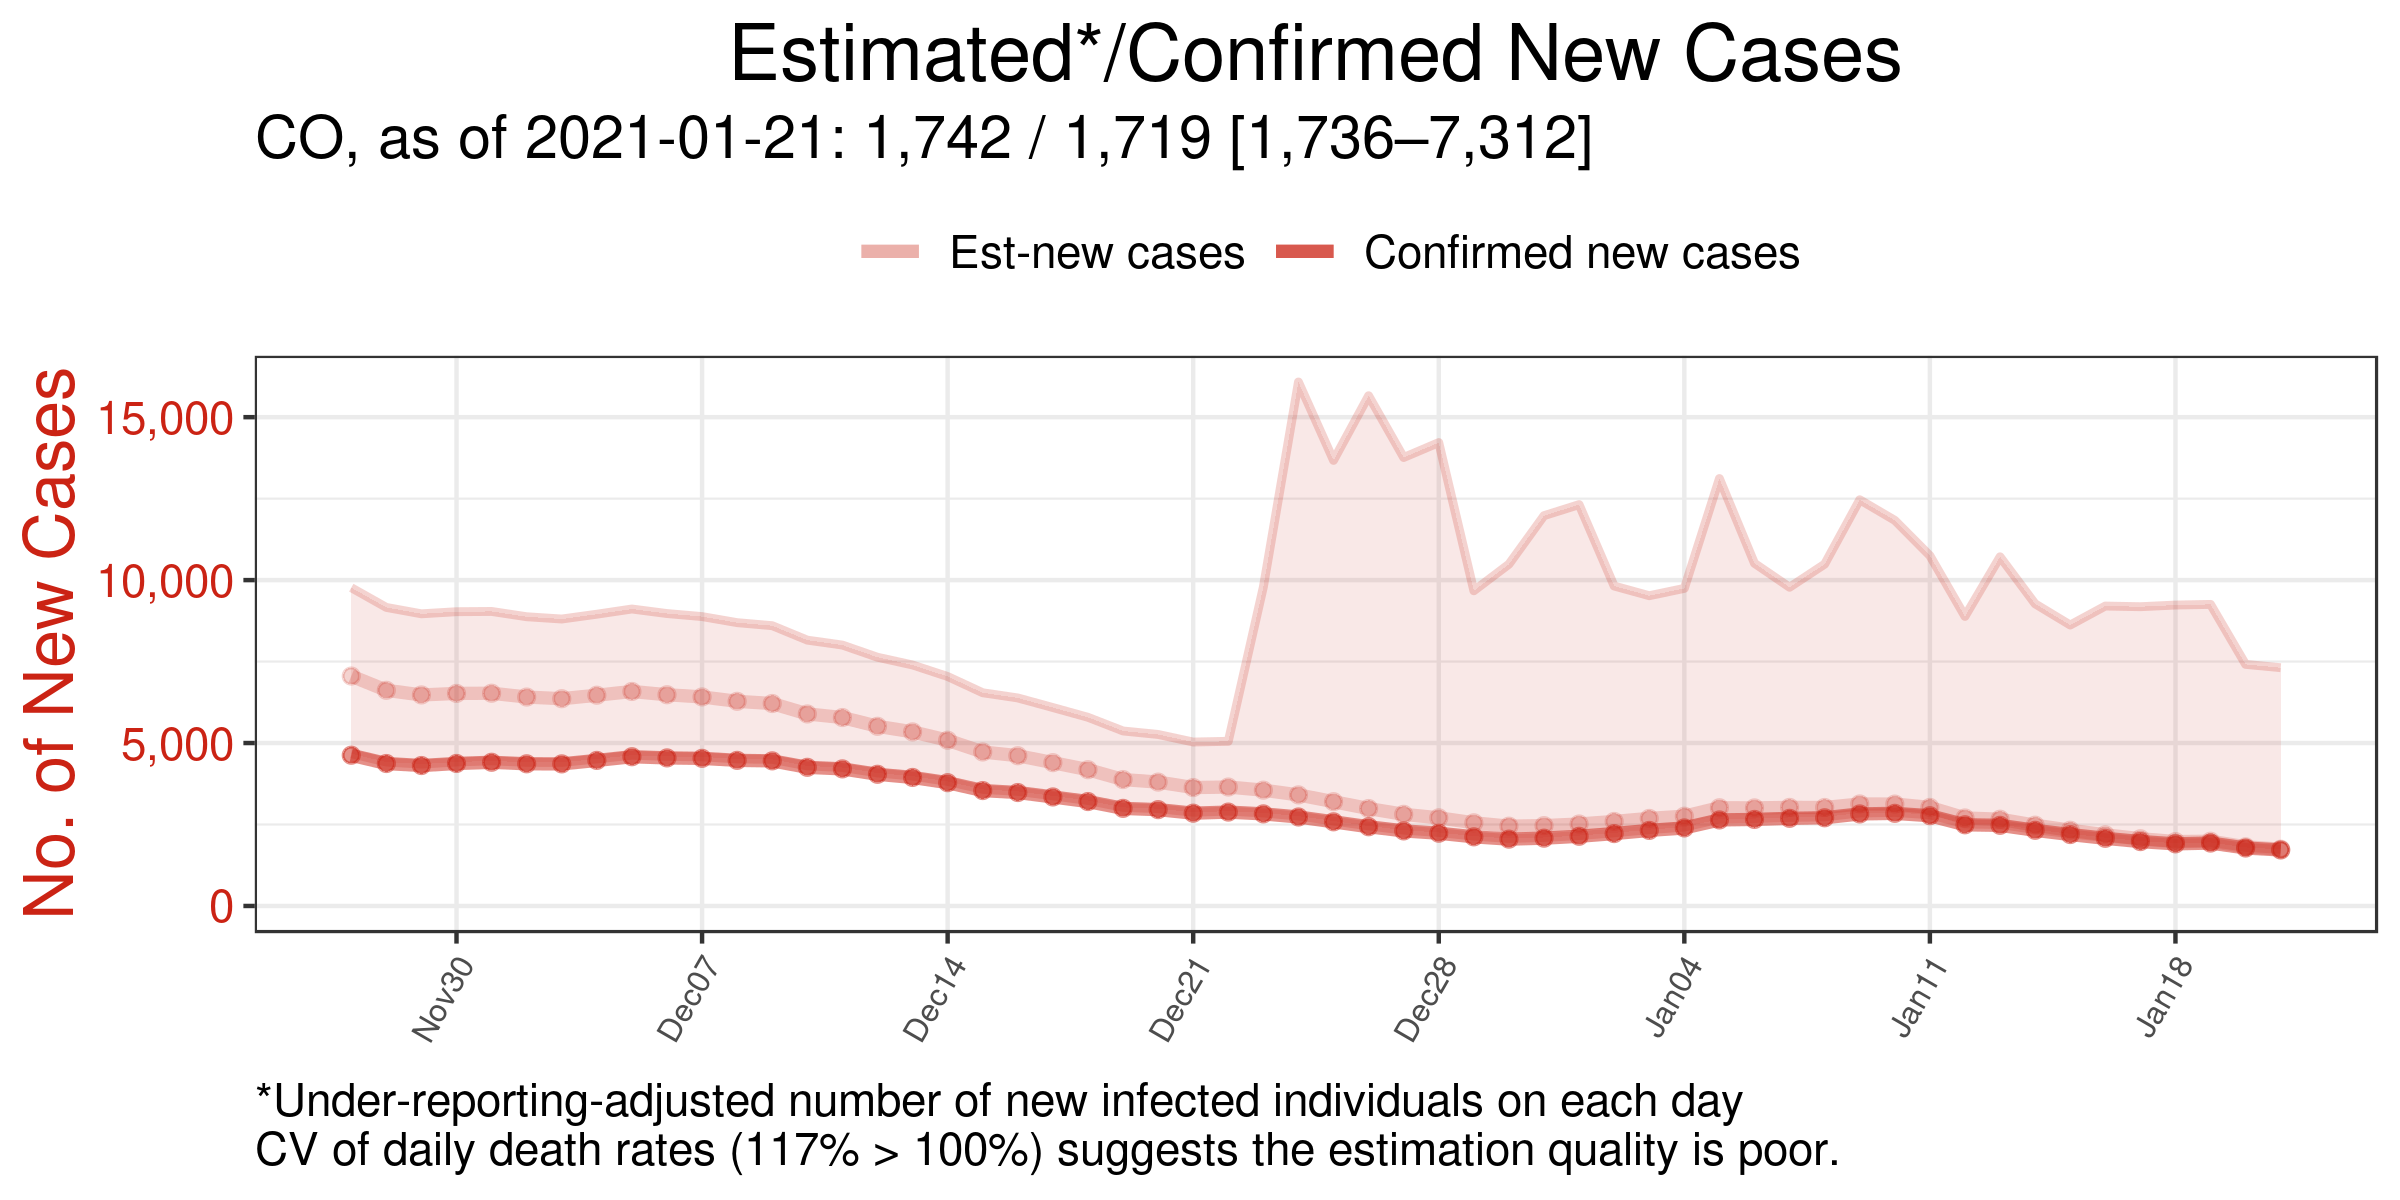 Estimated*/Confirmed New Cases
CO, as of 2021-01-21: 1,742 / 1,719 [1,736–7,312]
Est-new cases Confirmed new cases
No. of New Cases
15,000
10,000
5,000
0
Nov30 Dec07 Dec14 Dec21 Dec28 Jan04 Jan11 Jan18
*Under-reporting-adjusted number of new infected individuals on each day
CV of daily death rates (117% > 100%) suggests the estimation quality is poor.